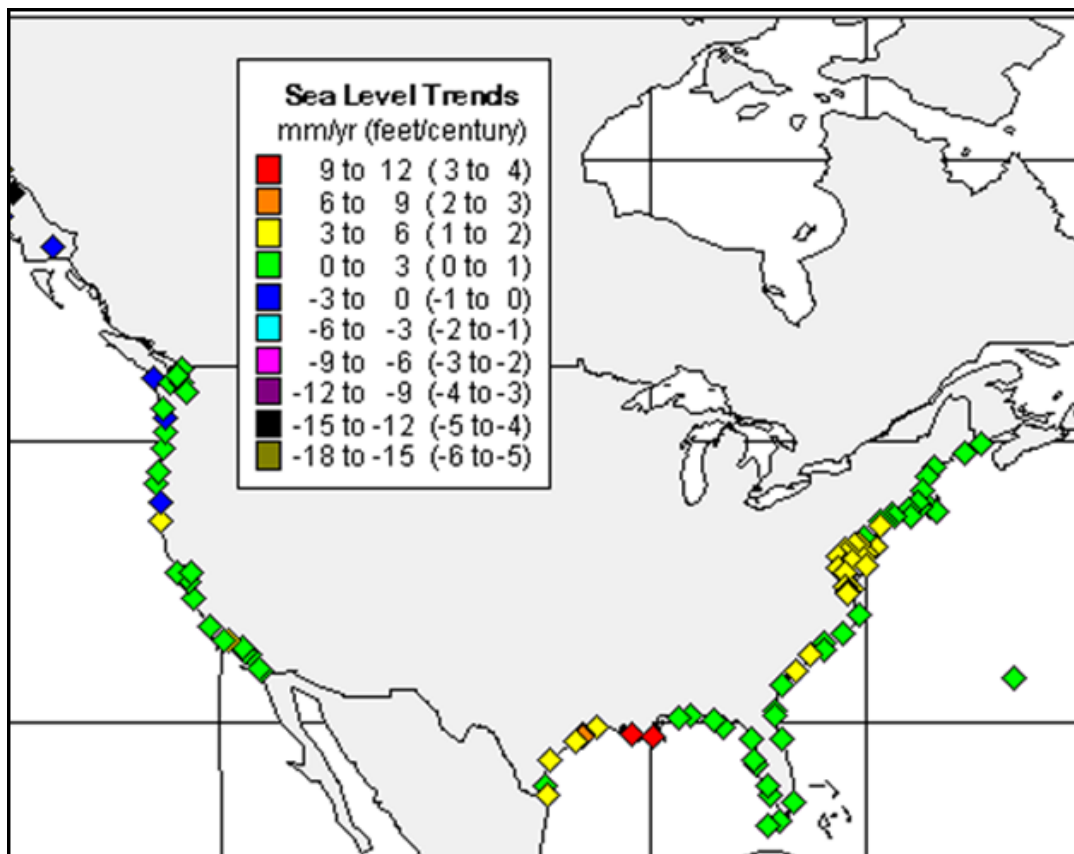 Sea Level Trends
mm/yr (feet/century)
9 to 12 (3 to 4)
6 to 9 (2 to 3)
3 to 6 (1 to 2)
0 to 3 (0 to 1)
-3 to 0 (-1 to 0)
-6 to -3 (-2 to -1)
-9 to -6 (-3 to -2)
-12 to -9 (-4 to -3)
-15 to -12 (-5 to -4)
-18 to -15 (-6 to -5)